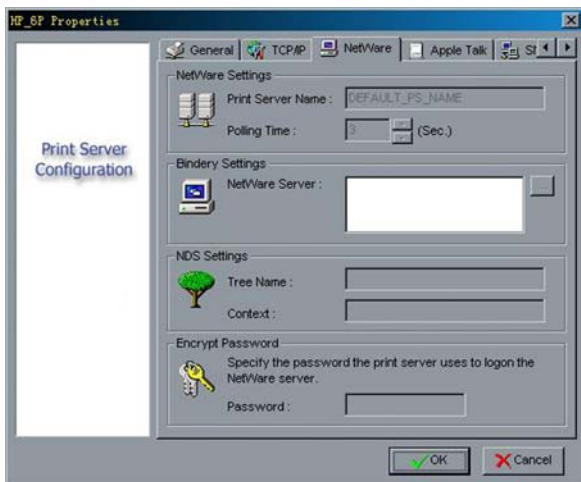 HP_6P Properties
General
TCP/IP
NetWare
Apple Talk
Print Server
Configuration
NetWare Settings
Print Server Name :
DEFAULT_PS_NAME
Polling Time :
3
(Sec.)
Bindery Settings
NetWare Server :
...
NDS Settings
Tree Name :
Context :
Encrypt Password
Specify the password the print server uses to logon the
NetWare server.
Password :
OK
Cancel